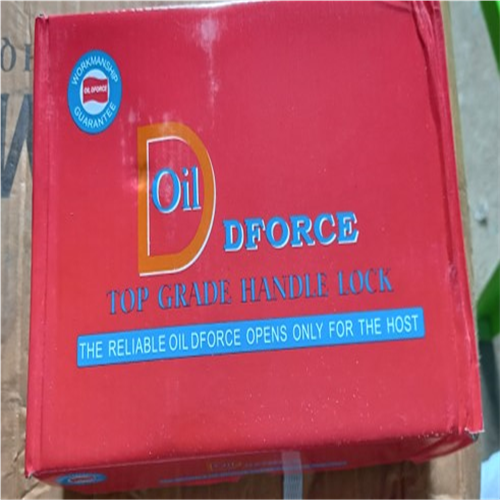 WORKMANSHIP
OIL DFORCE
GUARANTEE
Oil
D DFORCE
TOP GRADE HANDLE LOCK
THE RELIABLE OIL DFORCE OPENS ONLY FOR THE HOST